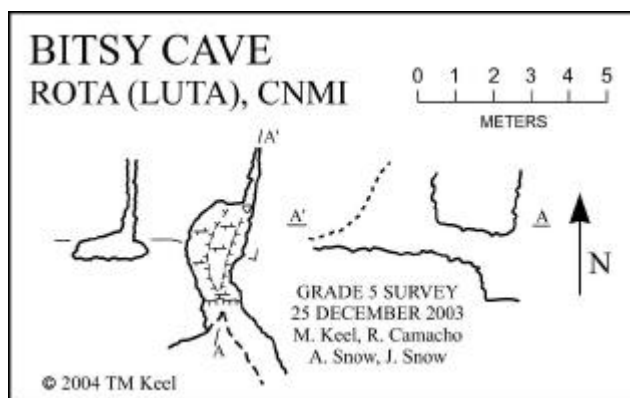 BITSY CAVE
ROTA (LUTA), CNMI
0 1 2 3 4 5
METERS
A'
A'
A
N
A
GRADE 5 SURVEY
25 DECEMBER 2003
M. Keel, R. Camacho
A. Snow, J. Snow
© 2004 TM Keel